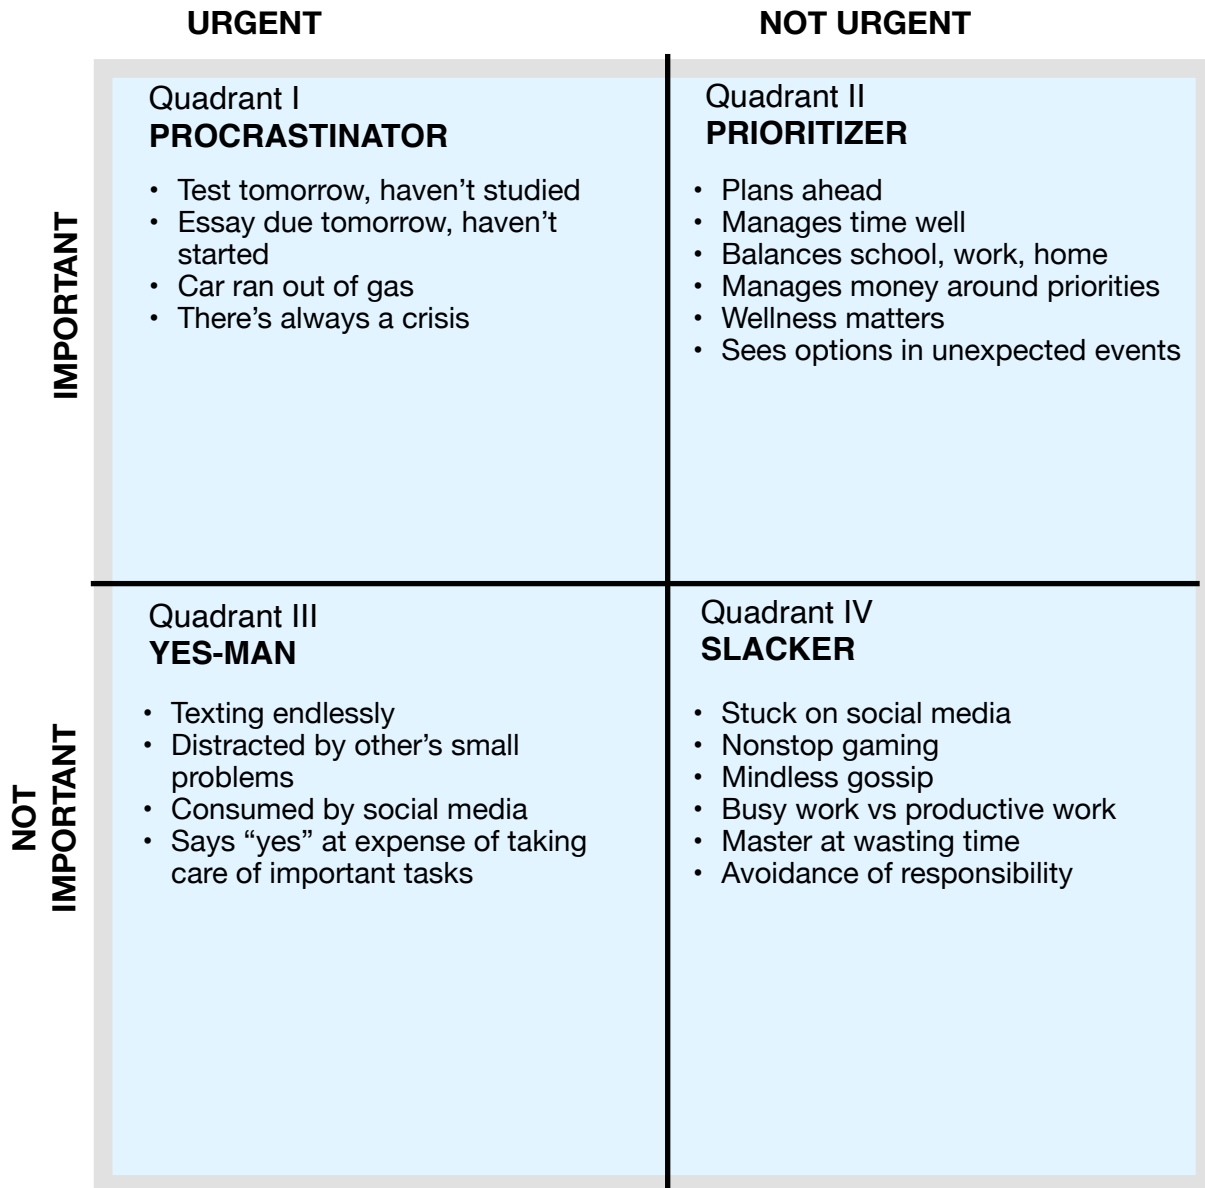 URGENT
NOT URGENT
IMPORTANT
Quadrant I
PROCRASTINATOR
• Test tomorrow, haven’t studied
• Essay due tomorrow, haven’t
started
• Car ran out of gas
• There’s always a crisis
Quadrant II
PRIORITIZER
• Plans ahead
• Manages time well
• Balances school, work, home
• Manages money around priorities
• Wellness matters
• Sees options in unexpected events
NOT
IMPORTANT
Quadrant III
YES-MAN
• Texting endlessly
• Distracted by other’s small
problems
• Consumed by social media
• Says “yes” at expense of taking
care of important tasks
Quadrant IV
SLACKER
• Stuck on social media
• Nonstop gaming
• Mindless gossip
• Busy work vs productive work
• Master at wasting time
• Avoidance of responsibility